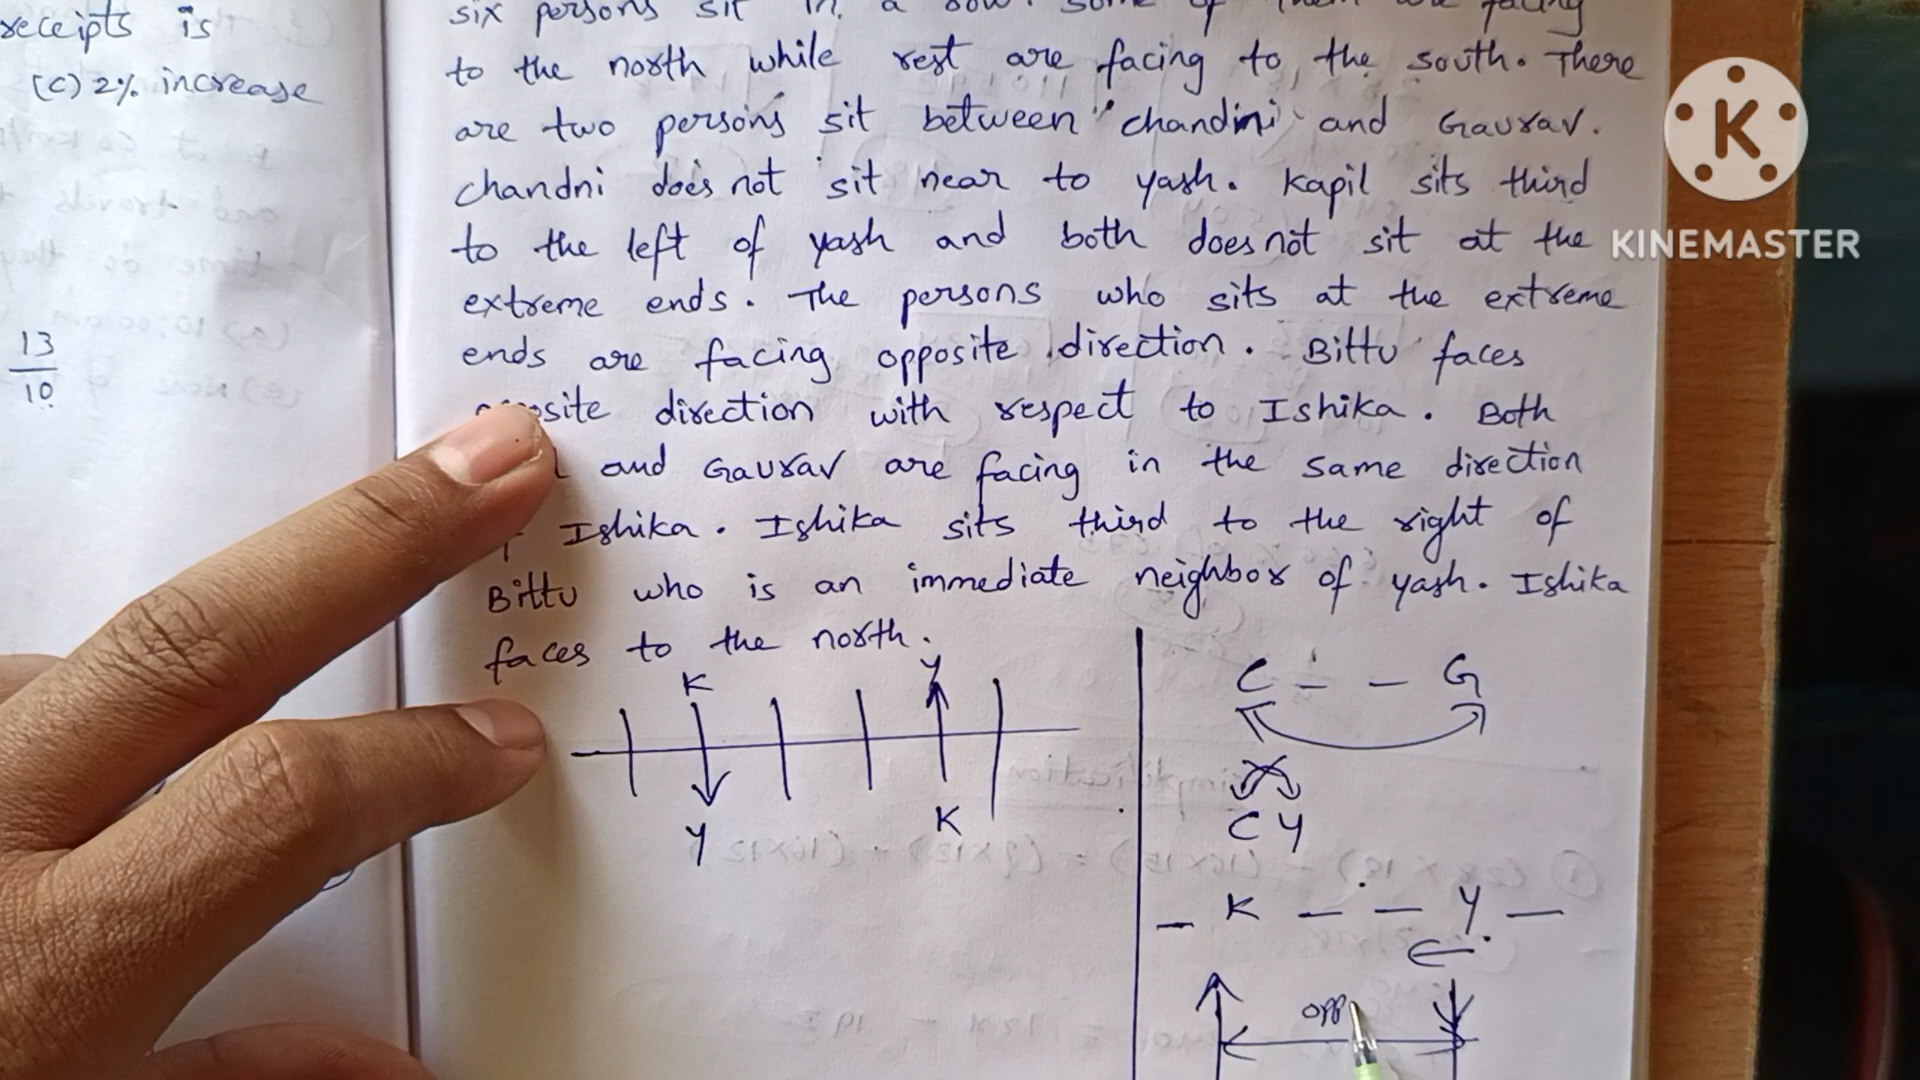 receipts is
(c) 2% increase
13
10
six persons sit in a row. some of them are facing
to the north while rest are facing to the south. There
are two persons sit between chandini and Gaurav.
chandni does not sit near to yash. Kapil sits third
to the left of yash and both does not sit at the
extreme ends. The persons who sits at the extreme
ends are facing opposite direction. Bittu faces
direction with respect to Ishika. Both
and Gaurav are facing in the same direction
Ishika. Ishika sits third to the right of
Bittu who is an immediate neighbor of yash. Ishika
faces to the north.
K Y
Y K
C - - G
C Y
- K - - Y -
opp
K
KINEMASTER